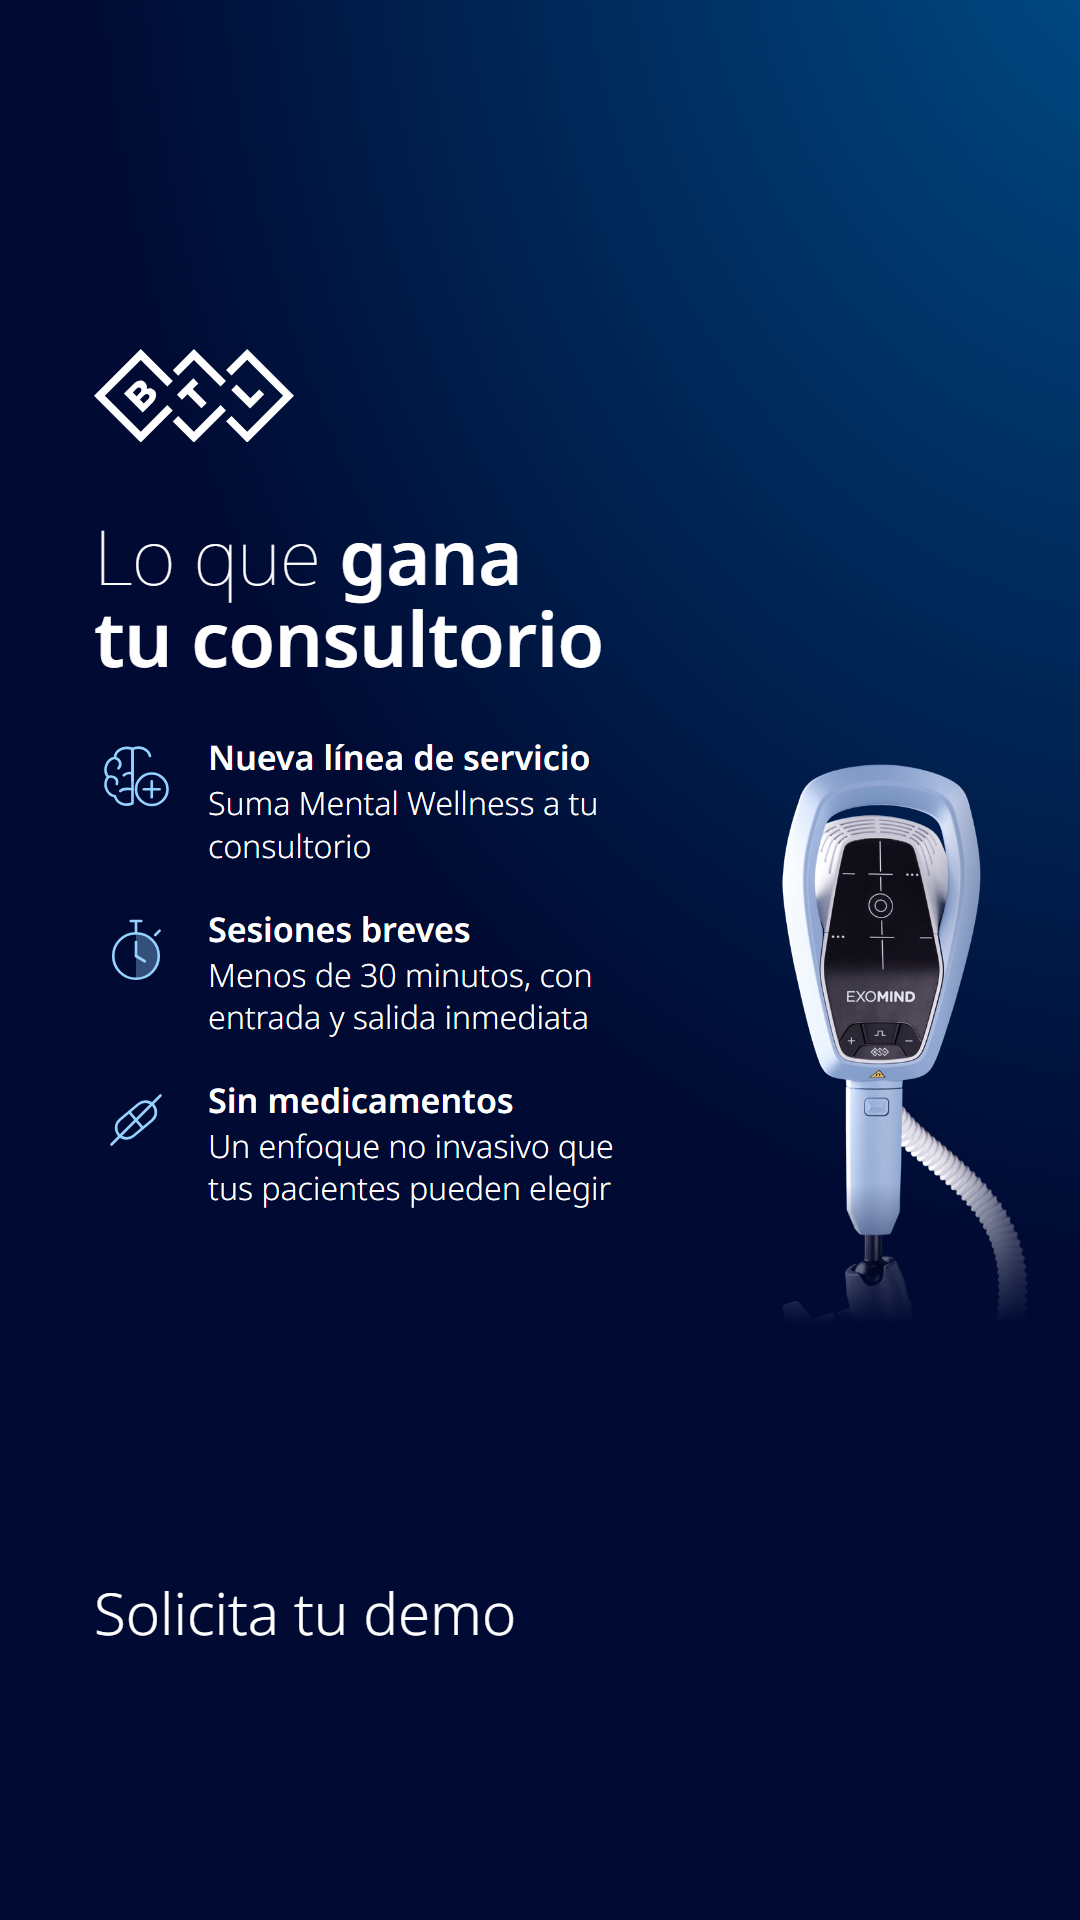 BTL
Lo que gana
tu consultorio
Nueva línea de servicio
Suma Mental Wellness a tu
consultorio
Sesiones breves
Menos de 30 minutos, con
entrada y salida inmediata
Sin medicamentos
Un enfoque no invasivo que
tus pacientes pueden elegir
EXOMIND
Solicita tu demo